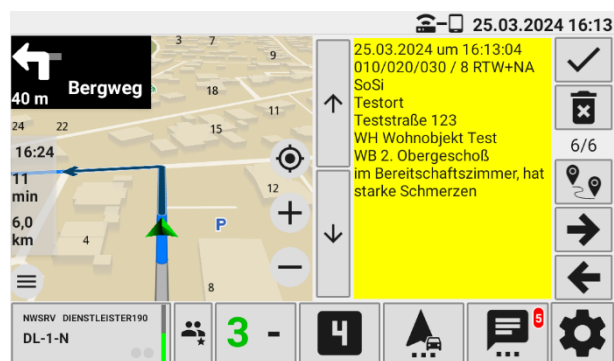 25.03.2024 16:13
40 m
Bergweg
3
7
9
18
11
24
22
15
16:24
11
min
6,0
km
12
4
P
8
25.03.2024 um 16:13:04
010/020/030 / 8 RTW+NA
SoSi
Testort
Teststraße 123
WH Wohnobjekt Test
WB 2. Obergeschoß
im Bereitschaftszimmer, hat
starke Schmerzen
6/6
NWSRV DIENSTLEISTER190
DL-1-N
3 -
4
5